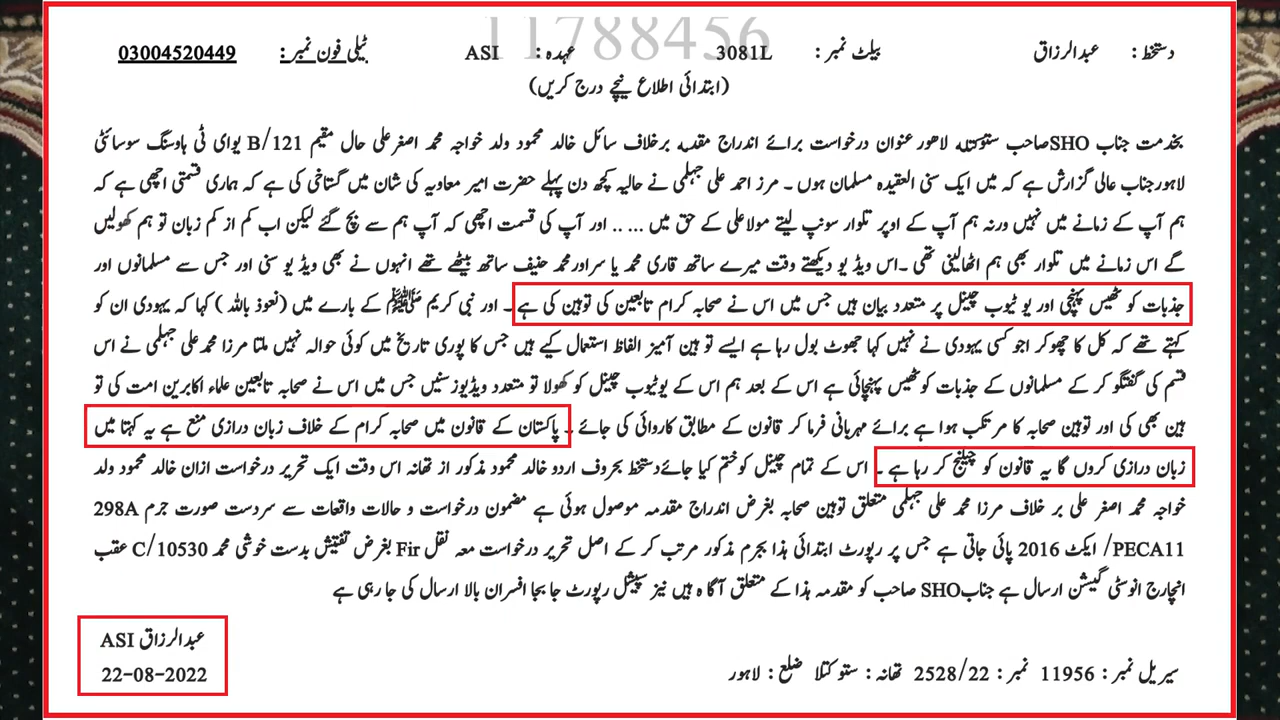 11788456
دستخط : عبدالرزاق بیلٹ نمبر : 3081L عہدہ : ASI ٹیلی فون نمبر : 03004520449
(ابتدائی اطلاع نیچے درج کریں)
بخدمت جناب SHO صاحب ستوکتلہ لاہور عنوان درخواست برائے اندراج مقدمہ برخلاف سائل خالد محمود ولد خواجہ محمد اصغر علی حال مقیم B/121 یو ای ٹی ہاوسنگ سوسائٹی
لاہور جناب عالی گزارش ہے کہ میں ایک سنی العقیدہ مسلمان ہوں ۔ مرز احمد علی جہلمی نے حالیہ کچھ دن پہلے حضرت امیر معاویہ کی شان میں گستاخی کی ہے کہ ہماری قسمتی اچھی ہے کہ
ہم آپ کے زمانے میں نہیں ورنہ ہم آپ کے اوپر تلوار سونپ لیتے مولا علی کے حق میں ... .. اور آپ کی قسمت اچھی کہ آپ ہم سے بچ گئے لیکن اب کم از کم زبان تو ہم کھولیں
گے اس زمانے میں تلوار بھی ہم اٹھالینی تھی ۔ اس ویڈیو دیکھتے وقت میرے ساتھ قاری محمد یا سر اور محمد حنیف ساتھ بیٹھے تھے انہوں نے بھی ویڈیو سنی اور جس سے مسلمانوں اور
جذبات کو ٹھیس پہنچی اور یو ٹیوب چینل پر متعدد بیان ہیں جس میں اس نے صحابہ کرام تابعین کی توہین کی ہے ۔ اور نبی کریم ﷺ کے بارے میں (نعوذ باللہ ) کہا کہ یہودی ان کو
کہتے تھے کہ کل کا چھوکر اجو کسی یہودی نے نہیں کہا جھوٹ بول رہا ہے ایسے تو ہین آمیز الفاظ استعمال کیے ہیں جس کا پوری تاریخ میں کوئی حوالہ نہیں ملتا مرزا محمد علی جہلمی نے اس
قسم کی گفتگو کر کے مسلمانوں کے جذبات کو ٹھیس پہنچائی ہے اس کے بعد ہم اس کے یوٹیوب چینل کو کھولا تو متعدد ویڈیوز سنیں جس میں اس نے صحابہ تابعین علماء اکابرین امت کی تو
ہین بھی کی اور توہین صحابہ کا مرتکب ہوا ہے برائے مہربانی فرما کر قانون کے مطابق کاروائی کی جائے ۔ پاکستان کے قانون میں صحابہ کرام کے خلاف زبان درازی منع ہے یہ کہتا میں
زبان درازی کروں گا یہ قانون کو چیلنج کر رہا ہے ۔ اس کے تمام چینل کو ختم کیا جائے دستخط بحروف اردو خالد محمود مذکور از تھانہ اس وقت ایک تحریر درخواست ازان خالد محمود ولد
خواجہ محمد اصغر علی بر خلاف مرزا محمد علی جہلمی متعلق توہین صحابہ بغرض اندراج مقدمہ موصول ہوئی ہے مضمون درخواست و حالات واقعات سے سردست صورت جرم 298A
PECA11/ ایکٹ 2016 پائی جاتی ہے جس پر رپورٹ ابتدائی ہذا بجرم مذکور مرتب کر کے اصل تحریر درخواست معہ نقل Fir بغرض تفتیش بدست خوشی محمد C/10530 عقب
انچارج انوسٹی گیشن ارسال ہے جناب SHO صاحب کو مقدمہ ہذا کے متعلق آگاہ ہیں نیز سپیشل رپورٹ جا بجا افسران بالا ارسال کی جا رہی ہے
عبدالرزاق ASI
22-08-2022
سیریل نمبر : 11956 نمبر : 2528/22 تھانہ : ستو کتلا ضلع : لاہور